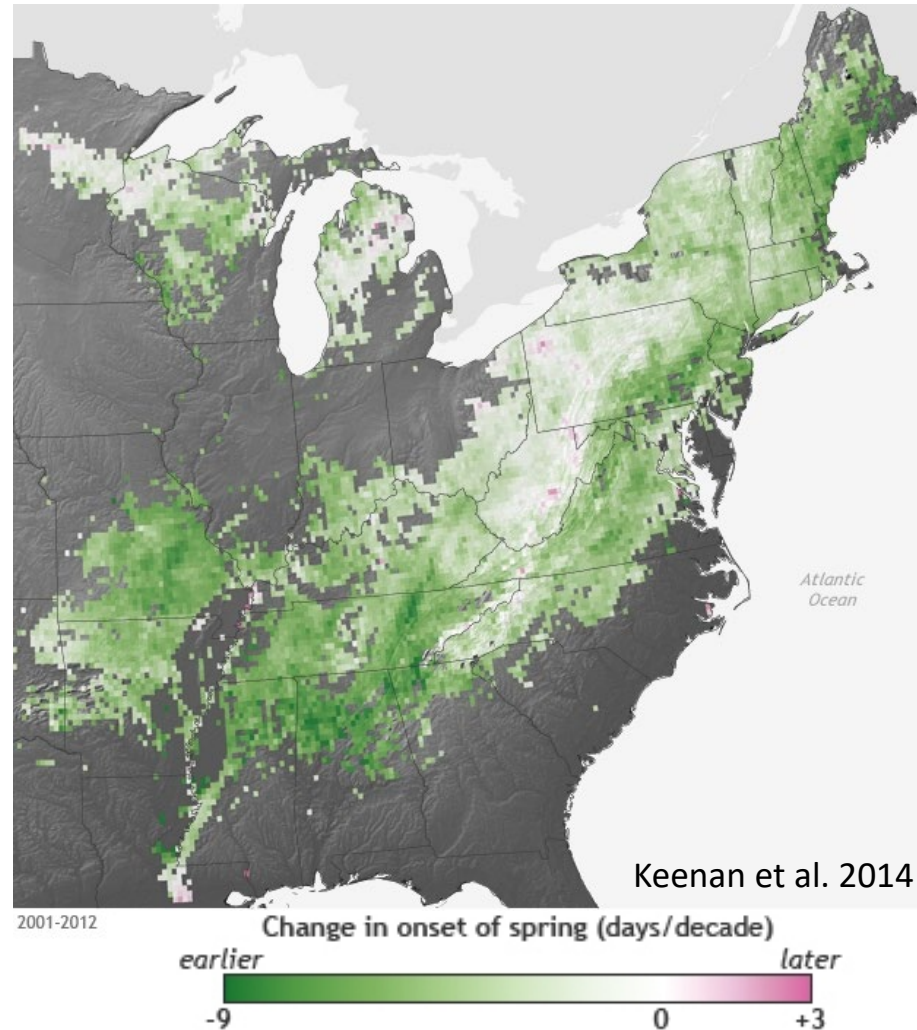 Atlantic
Ocean
Keenan et al. 2014
2001-2012
Change in onset of spring (days/decade)
earlier later
-9 0 +3